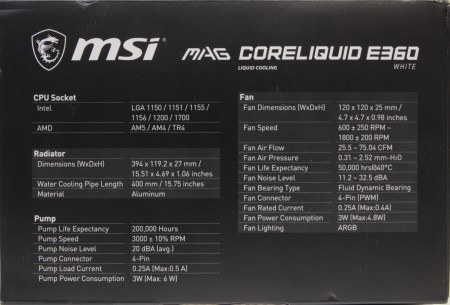 msi MAG CORELIQUID E360
LIQUID COOLING WHITE
CPU Socket
Intel LGA 1150 / 1151 / 1155 /
1156 / 1200 / 1700
AMD AM5 / AM4 / TR4
Radiator
Dimensions (WxDxH) 394 x 119.2 x 27 mm /
15.51 x 4.69 x 1.06 inches
Water Cooling Pipe Length 400 mm / 15.75 inches
Material Aluminum
Pump
Pump Life Expectancy 200,000 Hours
Pump Speed 3000 ± 10% RPM
Pump Noise Level 20 dBA (avg.)
Pump Connector 4-Pin
Pump Load Current 0.25A (Max:0.5 A)
Pump Power Consumption 3W (Max: 6 W)
Fan
Fan Dimensions (WxDxH) 120 x 120 x 25 mm /
4.7 x 4.7 x 0.98 inches
Fan Speed 600 ± 250 RPM ~
1800 ± 200 RPM
Fan Air Flow 25.5 ~ 75.04 CFM
Fan Air Pressure 0.31 ~ 2.52 mm-H₂O
Fan Life Expectancy 50,000 hrs@40°C
Fan Noise Level 11.2 ~ 32.5 dBA
Fan Bearing Type Fluid Dynamic Bearing
Fan Connector 4-Pin (PWM)
Fan Rated Current 0.25A (Max:0.4A)
Fan Power Consumption 3W(Max:4.8W)
Fan Lighting ARGB